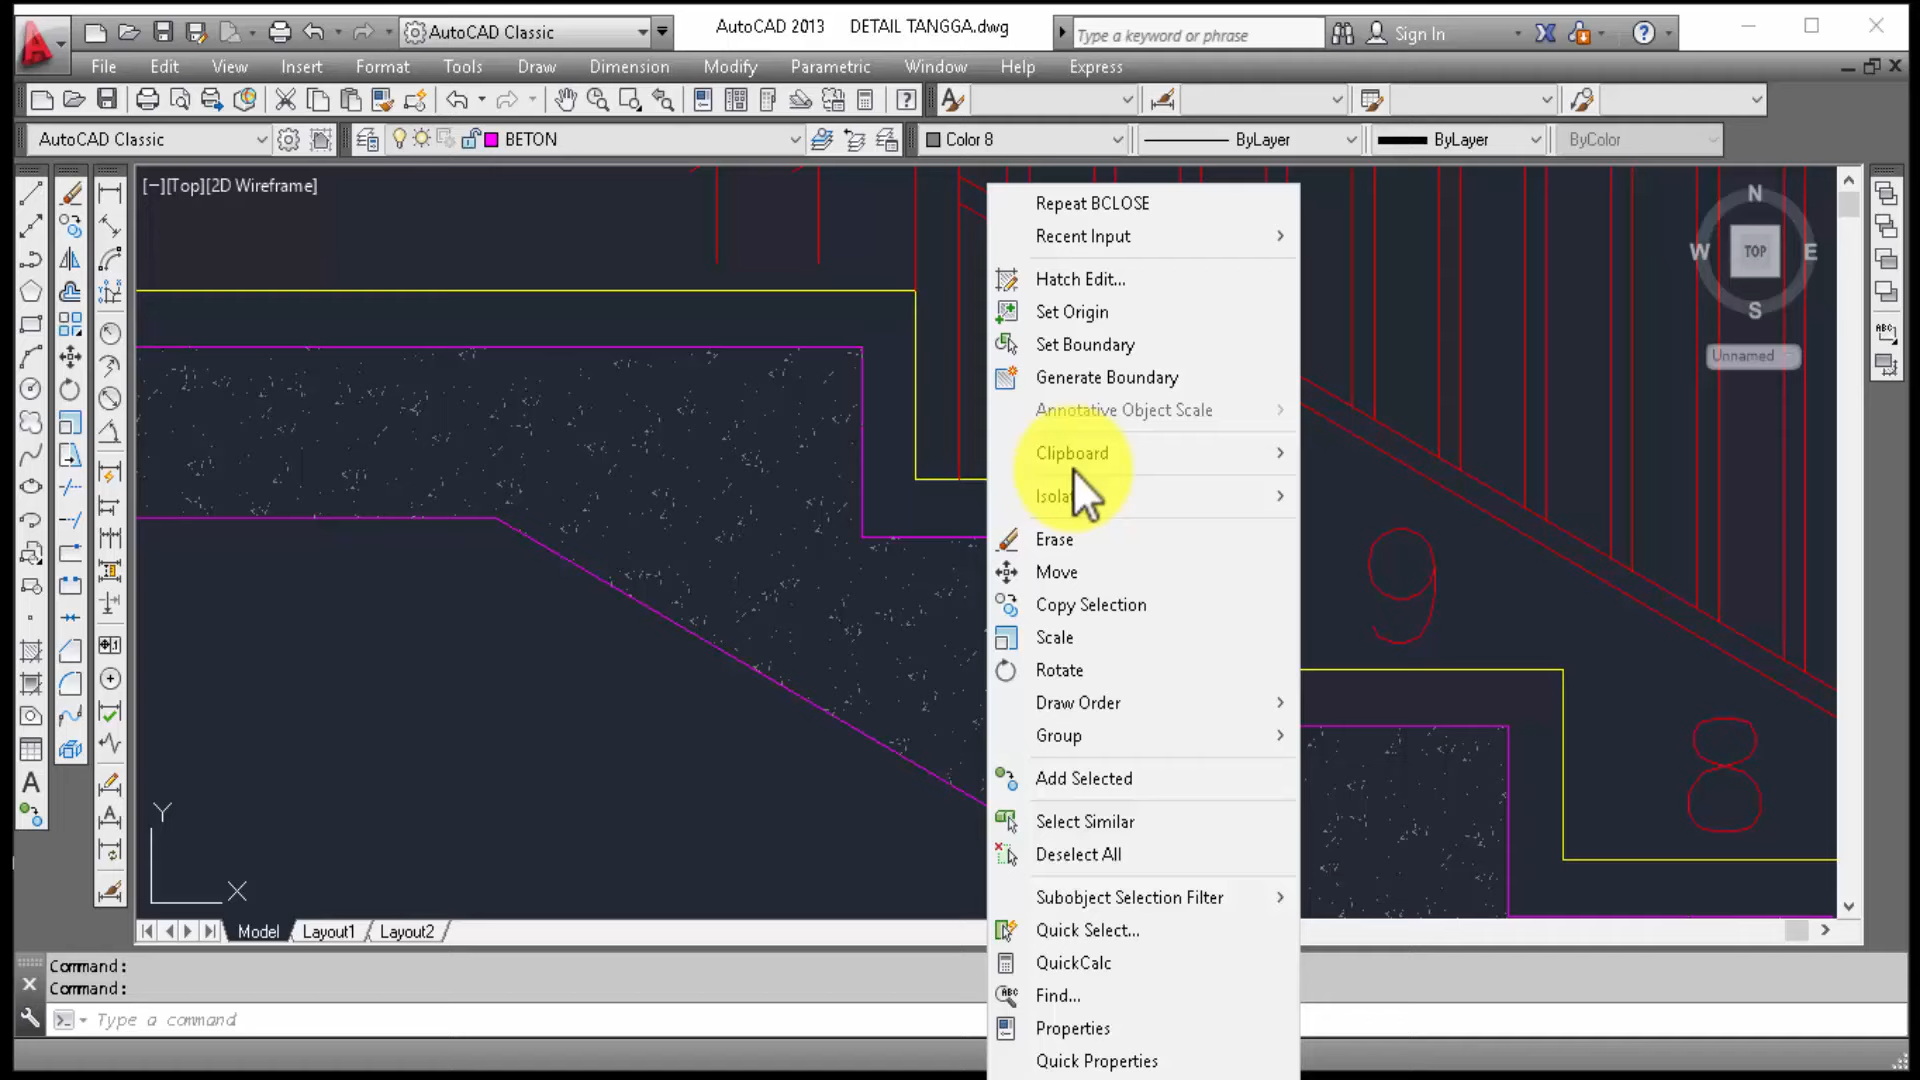 AutoCAD Classic
AutoCAD 2013 DETAIL TANGGA.dwg
Type a keyword or phrase
Sign In
File Edit View Insert Format Tools Draw Dimension Modify Parametric Window Help Express
AutoCAD Classic
BETON
Color 8
ByLayer
ByLayer
ByColor
[−][Top][2D Wireframe]
N
W TOP E
S
Unnamed
Repeat BCLOSE
Recent Input
Hatch Edit...
Set Origin
Set Boundary
Generate Boundary
Annotative Object Scale
Clipboard
Erase
Move
Copy Selection
Scale
Rotate
Draw Order
Group
Add Selected
Select Similar
Deselect All
Subobject Selection Filter
Quick Select...
QuickCalc
Find...
Properties
Quick Properties
9
8
Y
X
Model Layout1 Layout2
Command:
Command:
Type a command